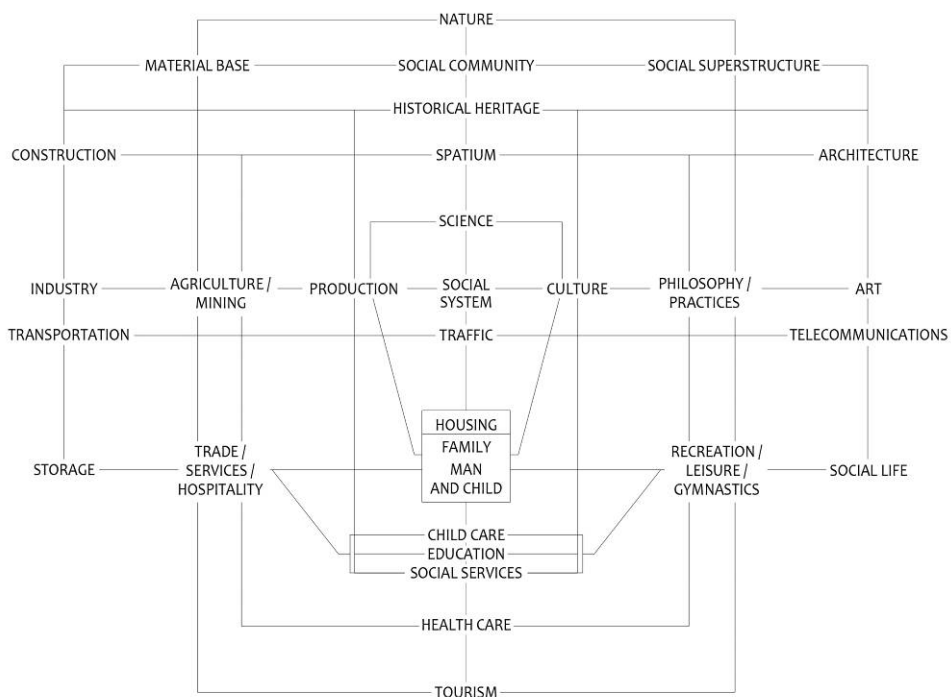 NATURE
MATERIAL BASE
SOCIAL COMMUNITY
SOCIAL SUPERSTRUCTURE
HISTORICAL HERITAGE
CONSTRUCTION
SPATIUM
ARCHITECTURE
SCIENCE
INDUSTRY
AGRICULTURE /
MINING
PRODUCTION
SOCIAL
SYSTEM
CULTURE
PHILOSOPHY /
PRACTICES
ART
TRANSPORTATION
TRAFFIC
TELECOMMUNICATIONS
HOUSING
FAMILY
MAN
AND CHILD
STORAGE
TRADE /
SERVICES /
HOSPITALITY
RECREATION /
LEISURE /
GYMNASTICS
SOCIAL LIFE
CHILD CARE
EDUCATION
SOCIAL SERVICES
HEALTH CARE
TOURISM